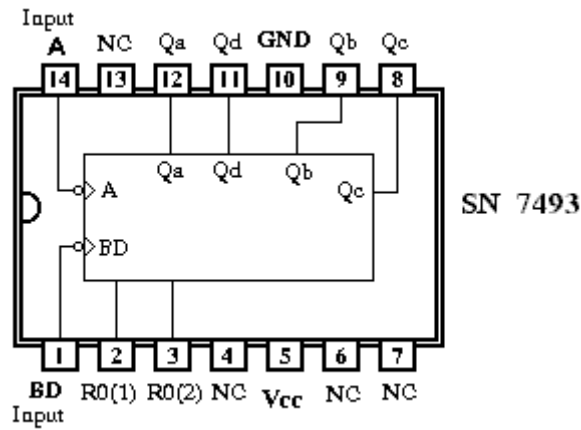 Input
A NC Qa Qd GND Qb Qc
14 13 12 11 10 9 8
Qa Qd Qb Qc
A
BD
SN 7493
1 2 3 4 5 6 7
BD R0(1) R0(2) NC Vcc NC NC
Input